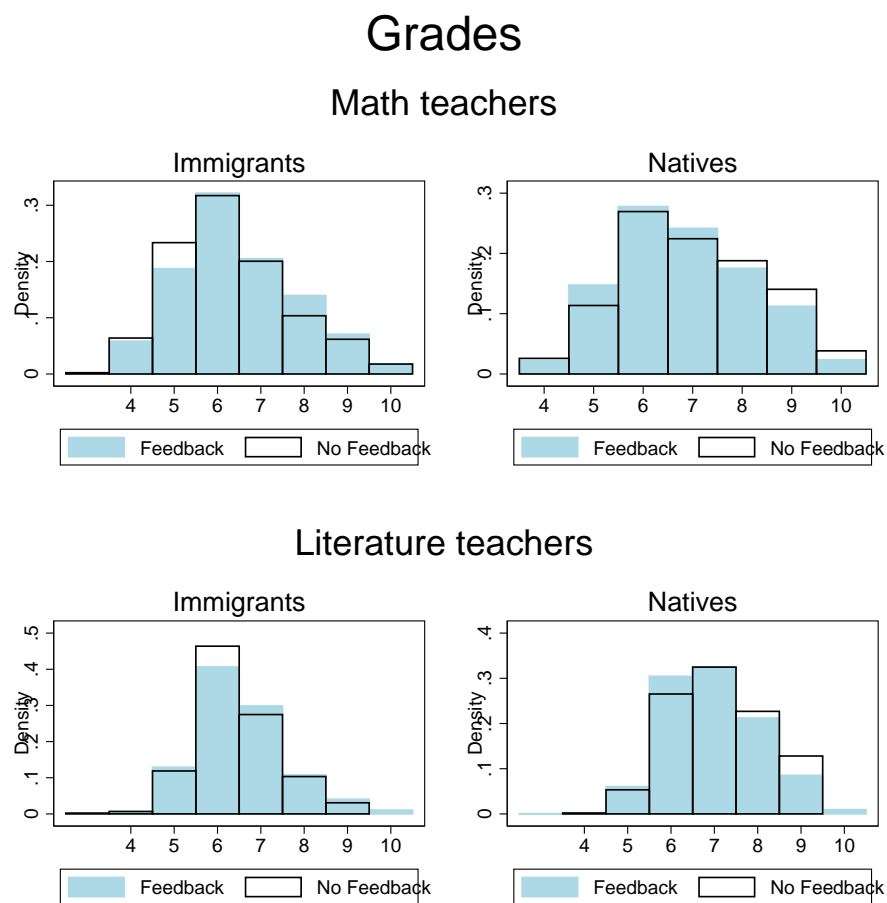 Grades
Math teachers
Immigrants
Density
0
.1
.2
.3
4 5 6 7 8 9 10
Feedback No Feedback
Natives
Density
0
.1
.2
.3
4 5 6 7 8 9 10
Feedback No Feedback
Literature teachers
Immigrants
Density
0
.1
.2
.3
.4
.5
4 5 6 7 8 9 10
Feedback No Feedback
Natives
Density
0
.1
.2
.3
.4
4 5 6 7 8 9 10
Feedback No Feedback